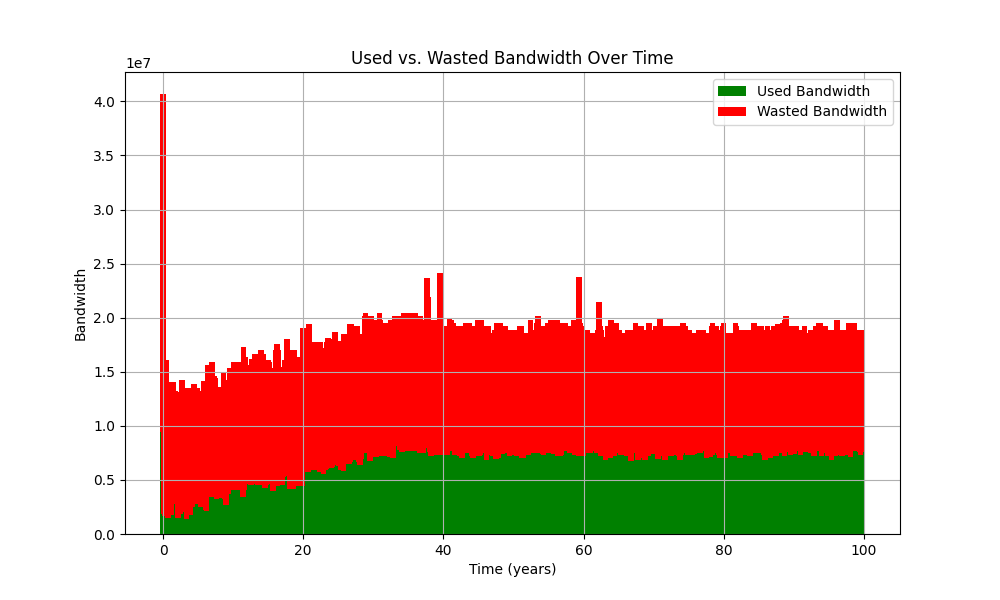 Used vs. Wasted Bandwidth Over Time
1e7
Used Bandwidth
Wasted Bandwidth
4.0
3.5
3.0
2.5
2.0
1.5
1.0
0.5
0.0
Bandwidth
0 20 40 60 80 100
Time (years)